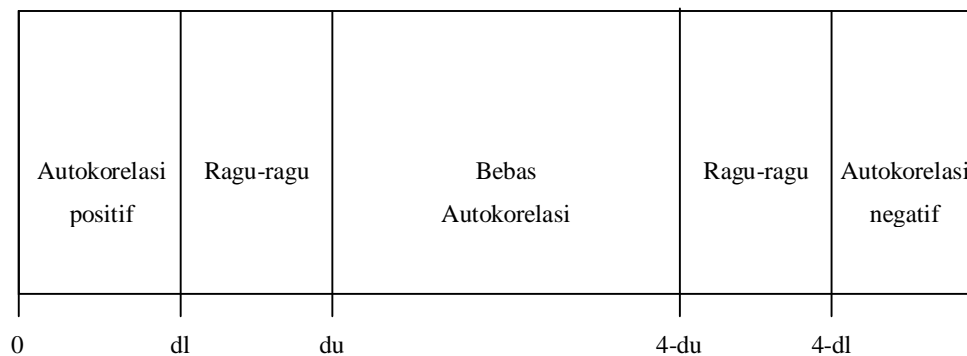 Autokorelasi
positif
Ragu-ragu
Bebas
Autokorelasi
Ragu-ragu
Autokorelasi
negatif
0 dl du 4-du 4-dl